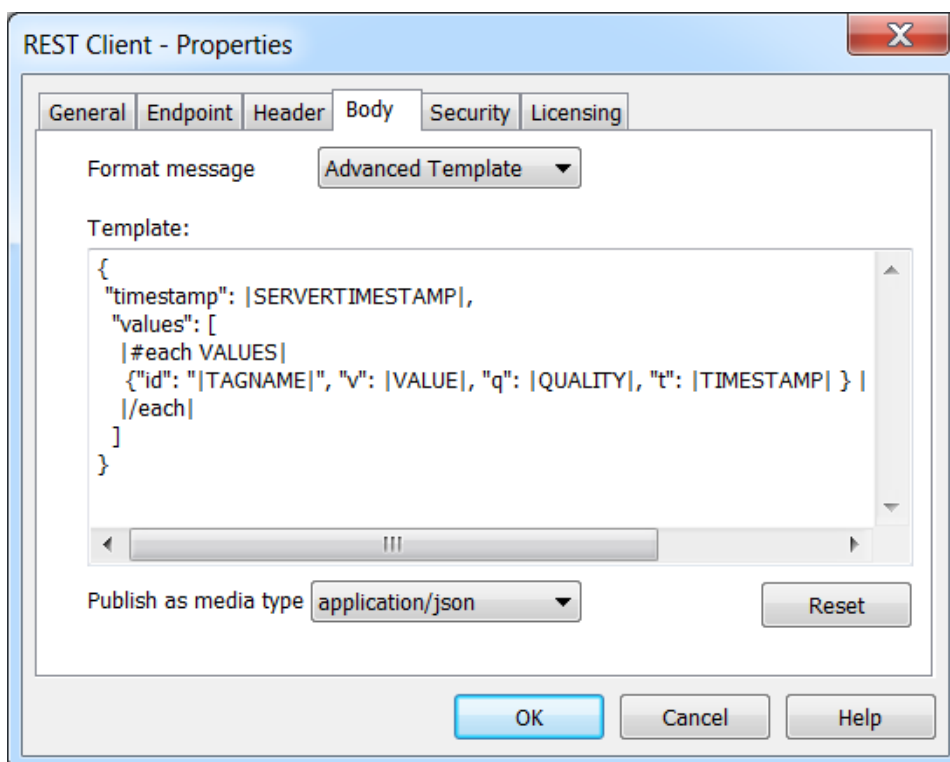 REST Client - Properties
General Endpoint Header Body Security Licensing
Format message Advanced Template
Template:
{
"timestamp": |SERVERTIMESTAMP|,
"values": [
|#each VALUES|
{"id": "|TAGNAME|", "v": |VALUE|, "q": |QUALITY|, "t": |TIMESTAMP| } |
|/each|
]
}
Publish as media type application/json Reset
OK Cancel Help